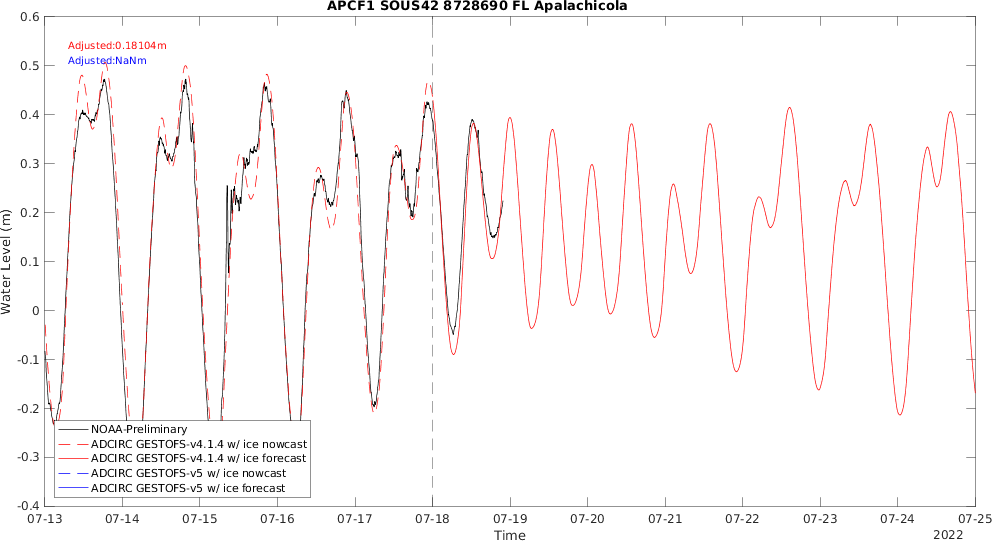 APCF1 SOUS42 8728690 FL Apalachicola
Adjusted:0.18104m
Adjusted:NaNm
Water Level (m)
0.6
0.5
0.4
0.3
0.2
0.1
0
-0.1
-0.2
-0.3
-0.4
NOAA-Preliminary
ADCIRC GESTOFS-v4.1.4 w/ ice nowcast
ADCIRC GESTOFS-v4.1.4 w/ ice forecast
ADCIRC GESTOFS-v5 w/ ice nowcast
ADCIRC GESTOFS-v5 w/ ice forecast
07-13 07-14 07-15 07-16 07-17 07-18 07-19 07-20 07-21 07-22 07-23 07-24 07-25
Time
2022